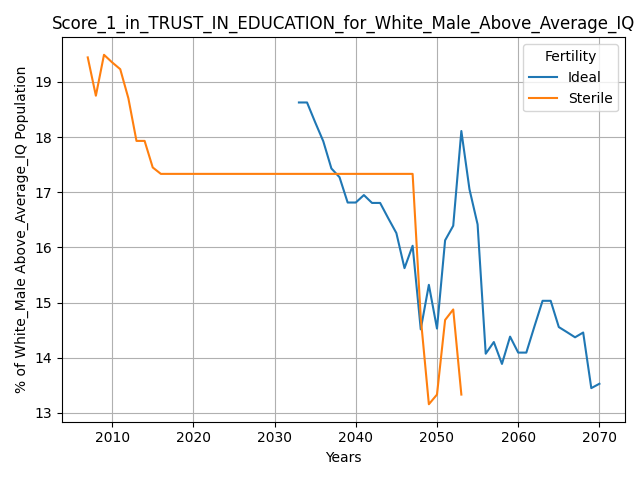 Score_1_in_TRUST_IN_EDUCATION_for_White_Male_Above_Average_IQ
% of White_Male Above_Average_IQ Population
19
18
17
16
15
14
13
Fertility
Ideal
Sterile
2010 2020 2030 2040 2050 2060 2070
Years